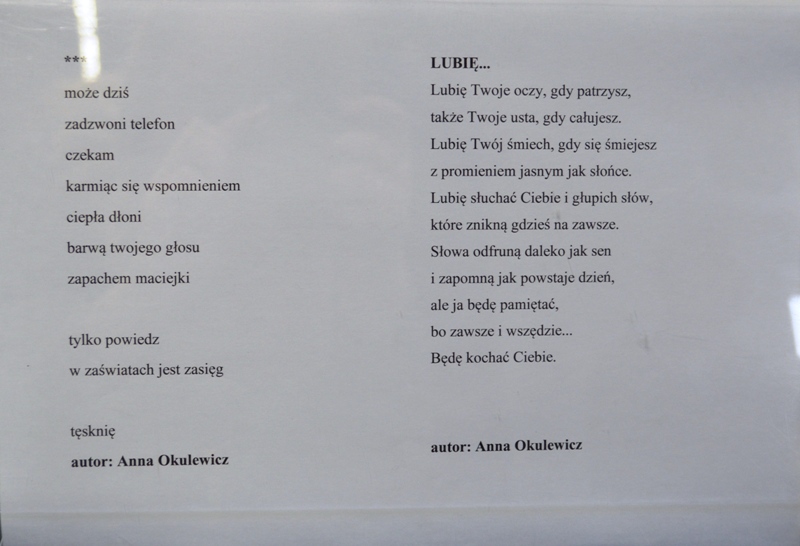 ***
może dziś
zadzwoni telefon
czekam
karmiąc się wspomnieniem
ciepła dłoni
barwą twojego głosu
zapachem maciejki
tylko powiedz
w zaświatach jest zasięg
tęsknię
autor: Anna Okulewicz
LUBIĘ...
Lubię Twoje oczy, gdy patrzysz,
także Twoje usta, gdy całujesz.
Lubię Twój śmiech, gdy się śmiejesz
z promieniem jasnym jak słońce.
Lubię słuchać Ciebie i głupich słów,
które znikną gdzieś na zawsze.
Słowa odfruną daleko jak sen
i zapomną jak powstaje dzień,
ale ja będę pamiętać,
bo zawsze i wszędzie...
Będę kochać Ciebie.
autor: Anna Okulewicz